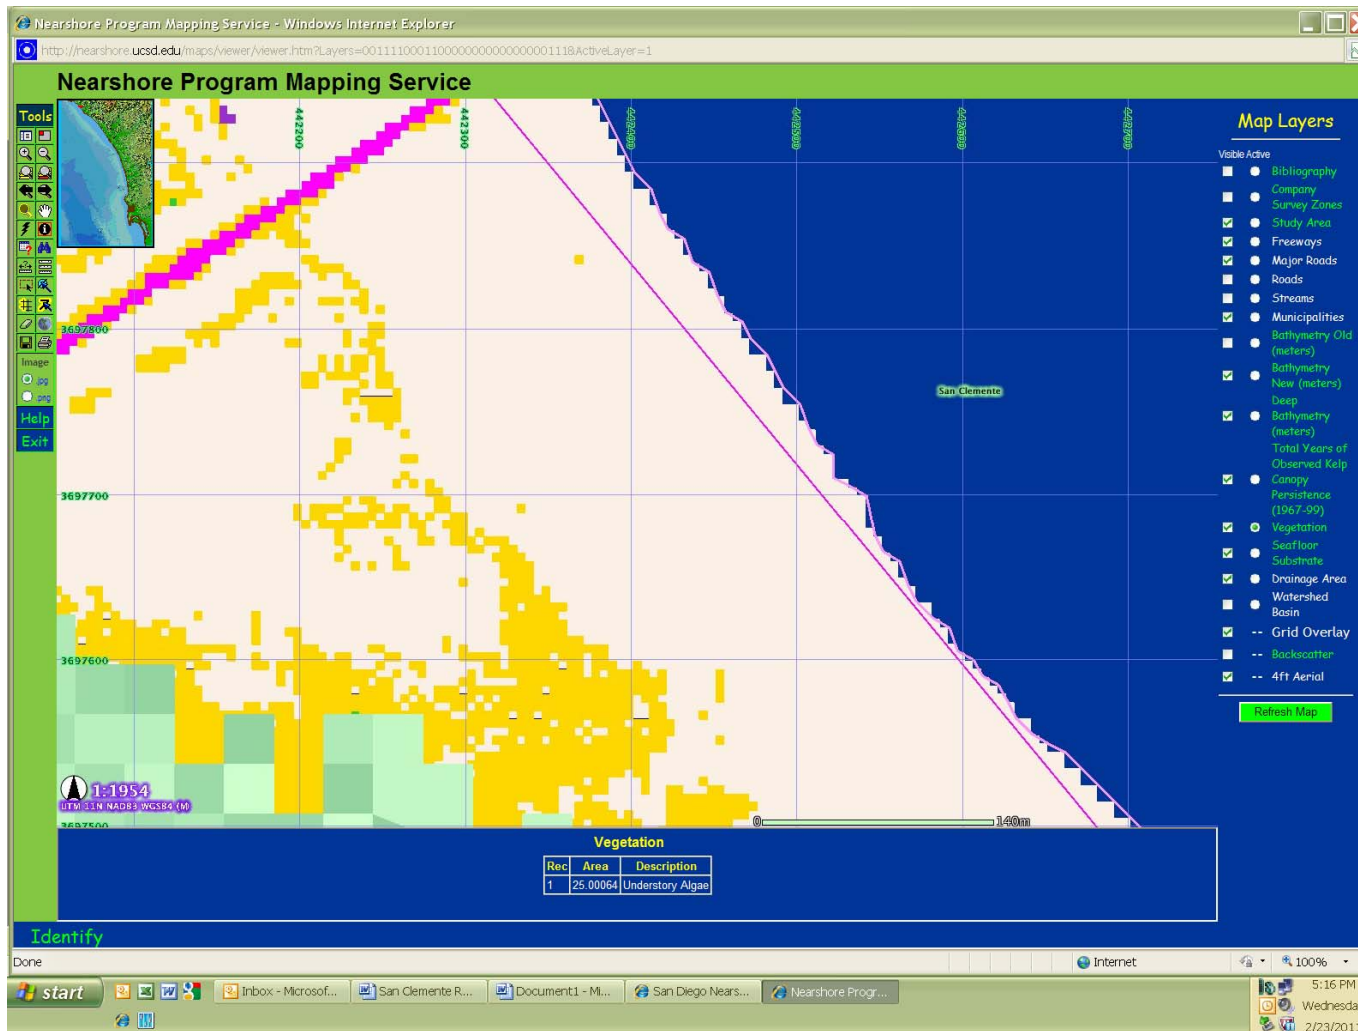 Nearshore Program Mapping Service - Windows Internet Explorer
http://nearshore.ucsd.edu/maps/viewer/viewer.htm?Layers=
Nearshore Program Mapping Service
Tools
Image
.jpg
.png
Help
Exit
442200
442300
3697800
3697700
3697600
3697500
San Clemente
1:1954
UTM 11N NAD83 WGS84 (M)
0
140m
Map Layers
Visible Active
Bibliography
Company
Survey Zones
Study Area
Freeways
Major Roads
Roads
Streams
Municipalities
Bathymetry Old
(meters)
Bathymetry
New (meters)
Deep
Bathymetry
(meters)
Total Years of
Observed Kelp
Canopy
Persistence
(1967-99)
Vegetation
Seafloor
Substrate
Drainage Area
Watershed
Basin
-- Grid Overlay
-- Backscatter
-- 4ft Aerial
Refresh Map
Vegetation
Rec Area Description
1 25.00064 Understory Algae
Identify
Done
Internet
100%
start
Inbox - Microsof...
San Clemente R...
Document1 - Mi...
San Diego Nears...
Nearshore Progr...
5:16 PM
Wednesda
2/23/201